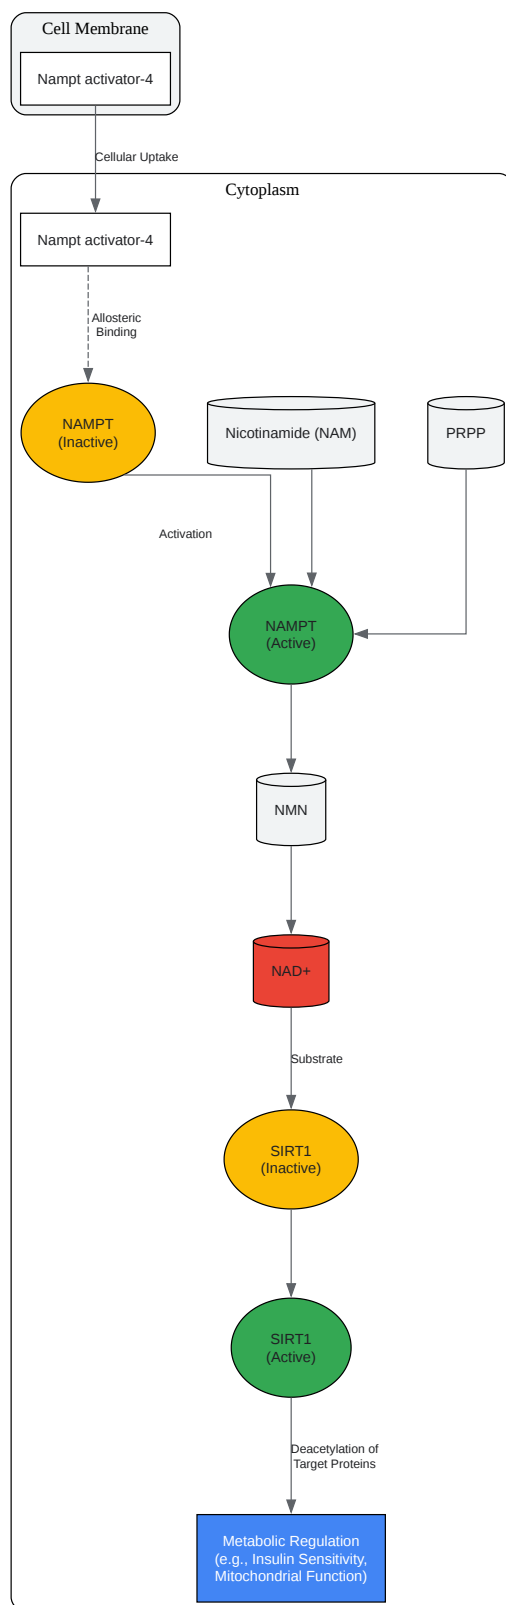 Cell Membrane
Nampt activator-4
Cellular Uptake
Cytoplasm
Nampt activator-4
Allosteric
Binding
NAMPT
(Inactive)
Nicotinamide (NAM)
PRPP
Activation
NAMPT
(Active)
NMN
NAD+
Substrate
SIRT1
(Inactive)
SIRT1
(Active)
Deacetylation of
Target Proteins
Metabolic Regulation
(e.g., Insulin Sensitivity,
Mitochondrial Function)